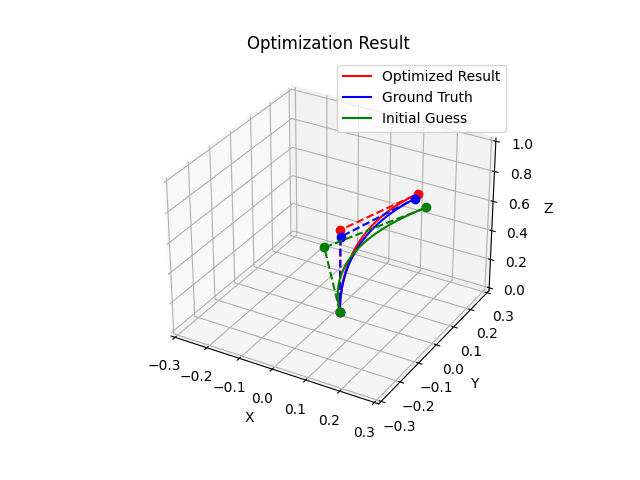 Optimization Result
Optimized Result
Ground Truth
Initial Guess
1.0
0.8
0.6
Z
0.4
0.2
0.0
0.3
0.2
0.1
0.0
Y
−0.1
−0.2
−0.3
−0.3
−0.2
−0.1
0.0
0.1
0.2
0.3
X